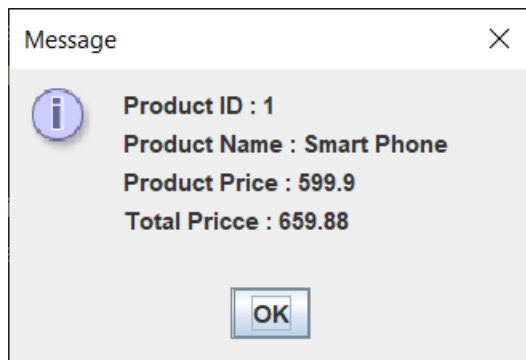 Message
Product ID : 1
Product Name : Smart Phone
Product Price : 599.9
Total Pricce : 659.88
OK